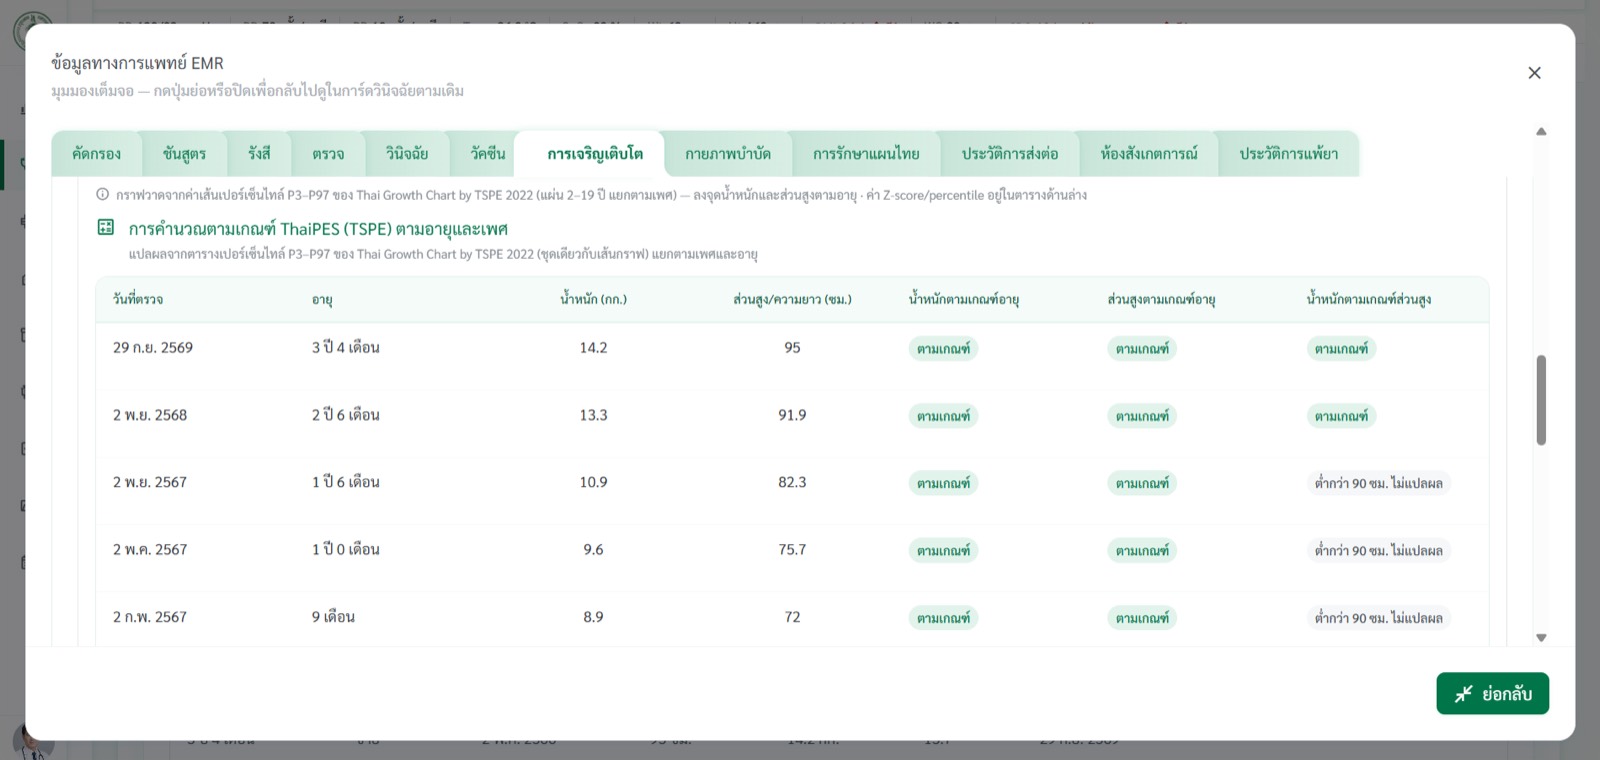 ข้อมูลทางการแพทย์ EMR
มุมมองเต็มจอ — กดปุ่มย่อหรือปิดเพื่อกลับไปดูในการ์ดวินิจฉัยตามเดิม
คัดกรอง ชันสูตร รังสี ตรวจ วินิจฉัย วัคซีน การเจริญเติบโต กายภาพบำบัด การรักษาแผนไทย ประวัติการส่งต่อ ห้องสังเกตการณ์ ประวัติการแพ้ยา
กราฟวาดจากค่าเส้นเปอร์เซ็นไทล์ P3–P97 ของ Thai Growth Chart by TSPE 2022 (แผ่น 2–19 ปี แยกตามเพศ) — ลงจุดน้ำหนักและส่วนสูงตามอายุ · ค่า Z-score/percentile อยู่ในตารางด้านล่าง
การคำนวณตามเกณฑ์ ThaiPES (TSPE) ตามอายุและเพศ
แปลผลจากตารางเปอร์เซ็นไทล์ P3–P97 ของ Thai Growth Chart by TSPE 2022 (ชุดเดียวกับเส้นกราฟ) แยกตามเพศและอายุ
วันที่ตรวจ อายุ น้ำหนัก (กก.) ส่วนสูง/ความยาว (ซม.) น้ำหนักตามเกณฑ์อายุ ส่วนสูงตามเกณฑ์อายุ น้ำหนักตามเกณฑ์ส่วนสูง
29 ก.ย. 2569 3 ปี 4 เดือน 14.2 95 ตามเกณฑ์ ตามเกณฑ์ ตามเกณฑ์
2 พ.ย. 2568 2 ปี 6 เดือน 13.3 91.9 ตามเกณฑ์ ตามเกณฑ์ ตามเกณฑ์
2 พ.ย. 2567 1 ปี 6 เดือน 10.9 82.3 ตามเกณฑ์ ตามเกณฑ์ ต่ำกว่า 90 ซม. ไม่แปลผล
2 พ.ค. 2567 1 ปี 0 เดือน 9.6 75.7 ตามเกณฑ์ ตามเกณฑ์ ต่ำกว่า 90 ซม. ไม่แปลผล
2 ก.พ. 2567 9 เดือน 8.9 72 ตามเกณฑ์ ตามเกณฑ์ ต่ำกว่า 90 ซม. ไม่แปลผล
ย่อกลับ